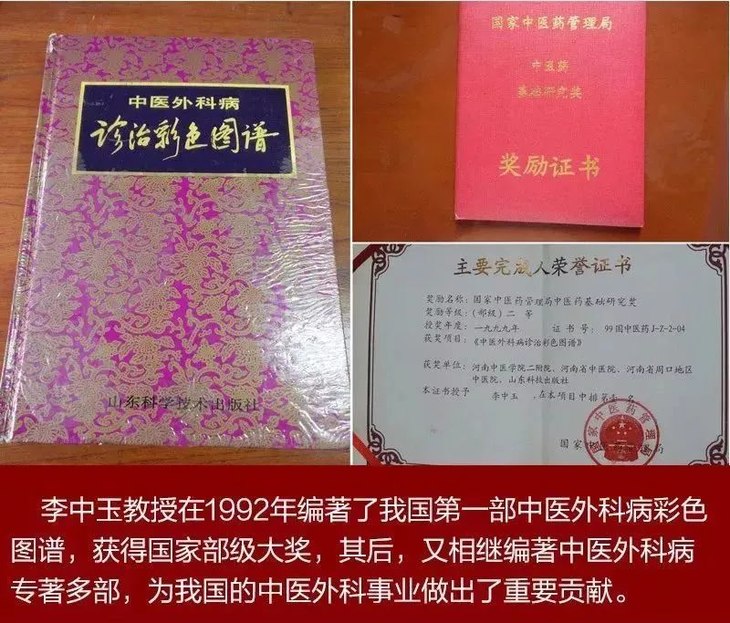 中医外科病
诊治彩色图谱
山东科学技术出版社
国家中医药管理局
中医药
基础研究奖
奖励证书
主要完成人荣誉证书
奖励名称:国家中医药管理局中医药基础研究奖
奖励等级:(部级)二 等
授奖年度:一九九九年 证 书 号:99国中医药J-Z-2-04
获奖项目:《中医外科病诊治彩色图谱》
获奖单位:河南中医学院二附院、河南省中医院、河南省周口地区
中医院、山东科技出版社
本证书授予 李中玉 ,在本项目中排第 名
国家中医药管理局
李中玉教授在1992年编著了我国第一部中医外科病彩色
图谱,获得国家部级大奖,其后,又相继编著中医外科病
专著多部,为我国的中医外科事业做出了重要贡献。